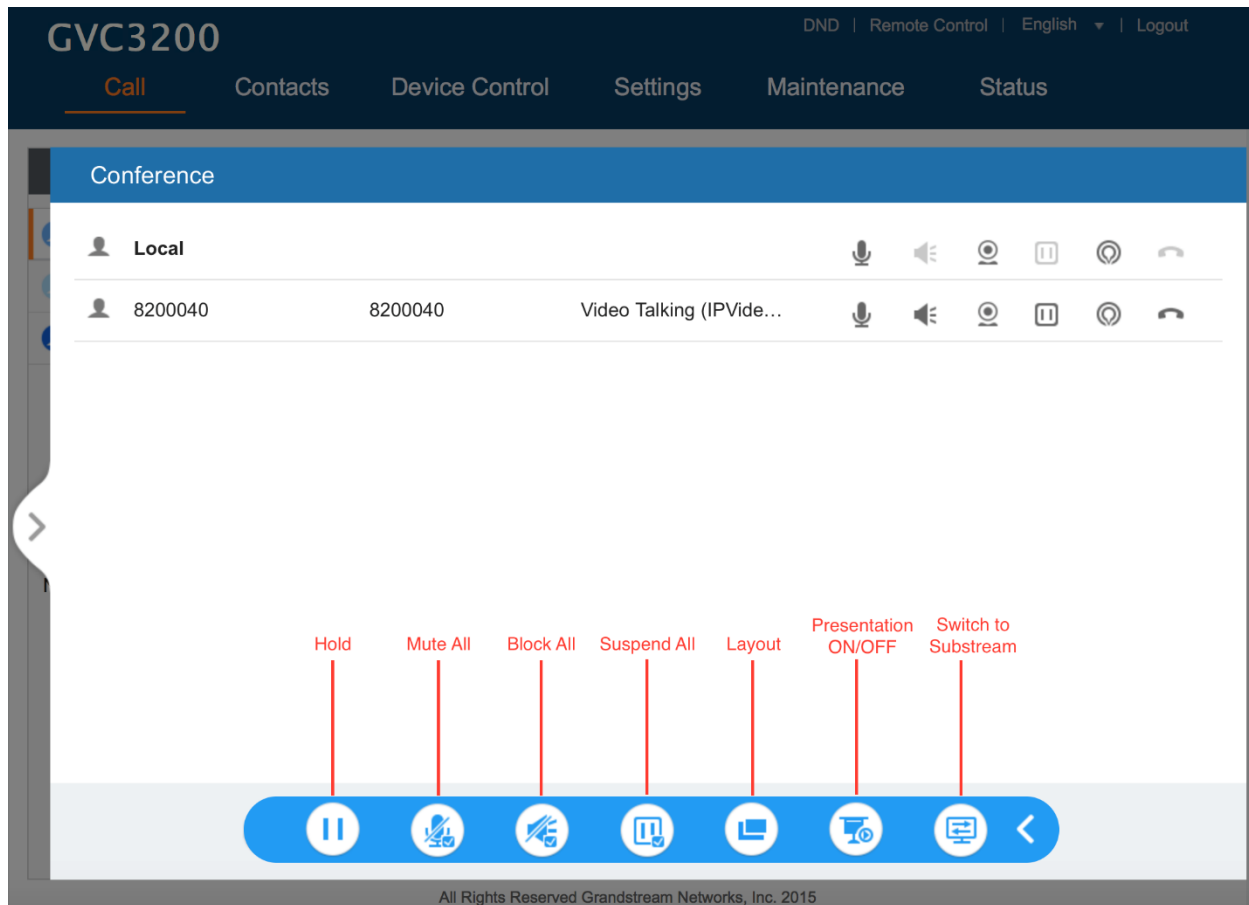 GVC3200
DND | Remote Control | English ▼ | Logout
Call Contacts Device Control Settings Maintenance Status
Conference
Local
8200040 8200040 Video Talking (IPVide...
Hold Mute All Block All Suspend All Layout Presentation ON/OFF Switch to Substream
All Rights Reserved Grandstream Networks, Inc. 2015